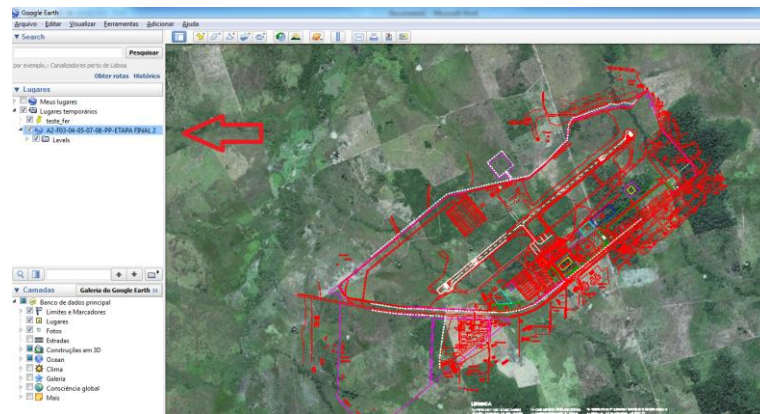 Google Earth
Arquivo Editar Visualizar Ferramentas Adicionar Ajuda
Search
Pesquisar
por exemplo,: Canalizadores perto de Lisboa
Obter rotas Histórico
Lugares
Meus lugares
Lugares temporários
teste_fer
A2-F03-04-05-07-08-PP-ETAPA FINAL 2
Levels
Camadas
Galeria do Google Earth »
Banco de dados principal
Limites e Marcadores
Lugares
Fotos
Estradas
Construções em 3D
Ocean
Clima
Galeria
Consciência global
Mais
LEGENDA